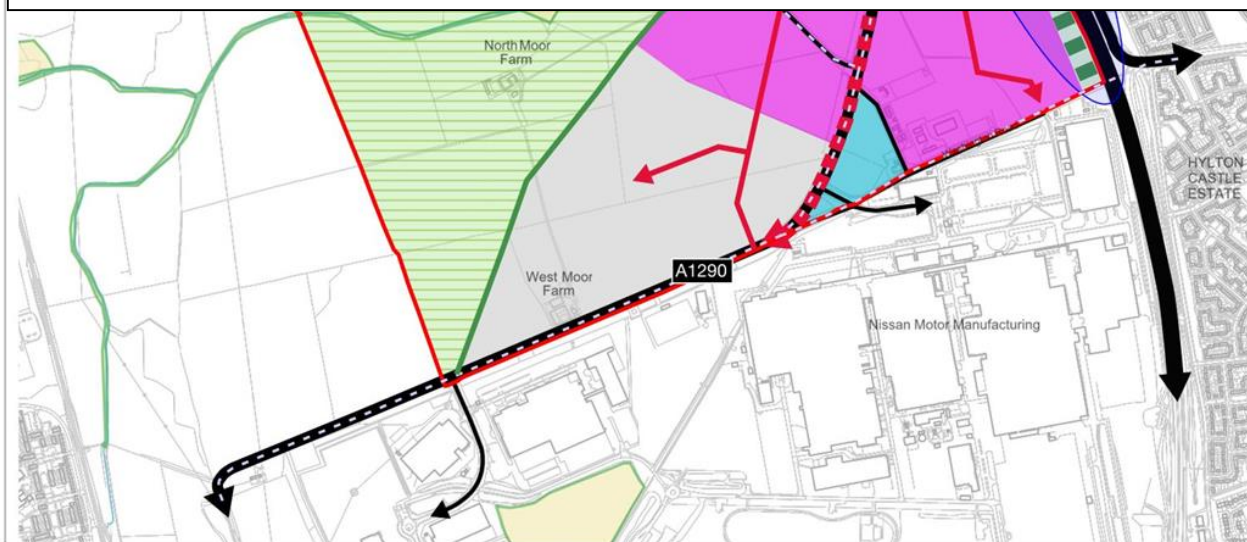 North Moor
Farm
HYLTON
CASTLE
ESTATE
West Moor
Farm
A1290
Nissan Motor Manufacturing